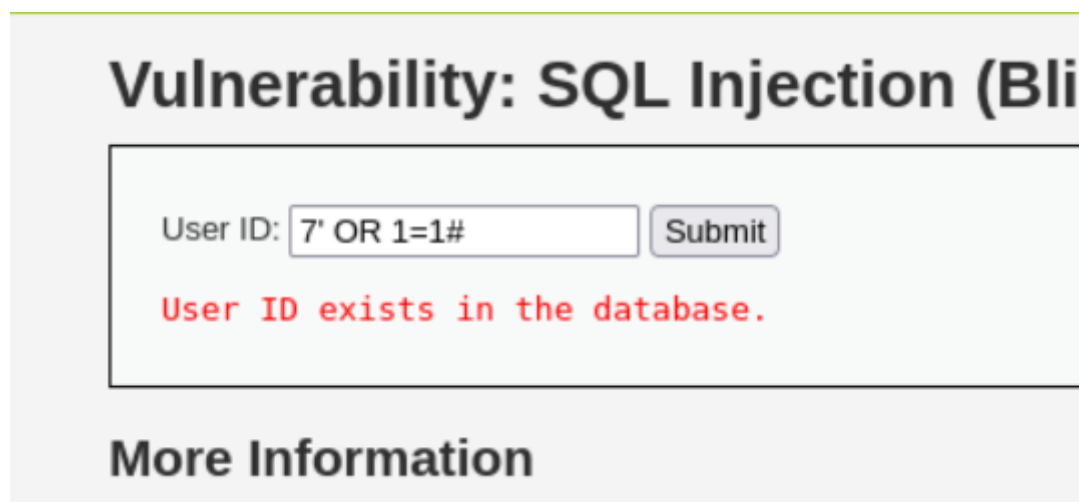 Vulnerability: SQL Injection (Bli
User ID: 7' OR 1=1# Submit
User ID exists in the database.
More Information